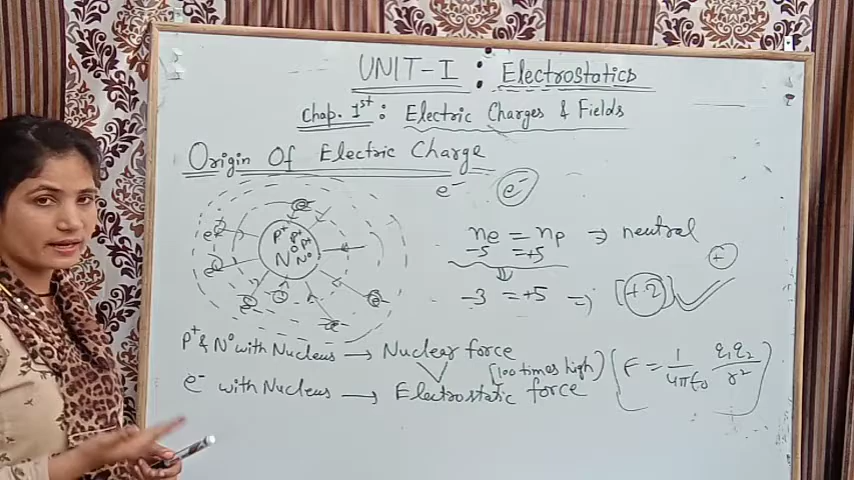 UNIT-I : Electrostatics
Chap. 1st : Electric Charges & Fields
Origin Of Electric Charge
e- e-
e-
P+ P+
P+
N0 N0
e-
e-
e-
e-
e-
ne = np → neutral
-5 = +5
+
-3 = +5 ⇒ [+2]
P+ & N0 with Nucleus → Nuclear force
[100 times high]
e- with Nucleus → Electrostatic force
(F = 1/4πε0 q1q2/r2)